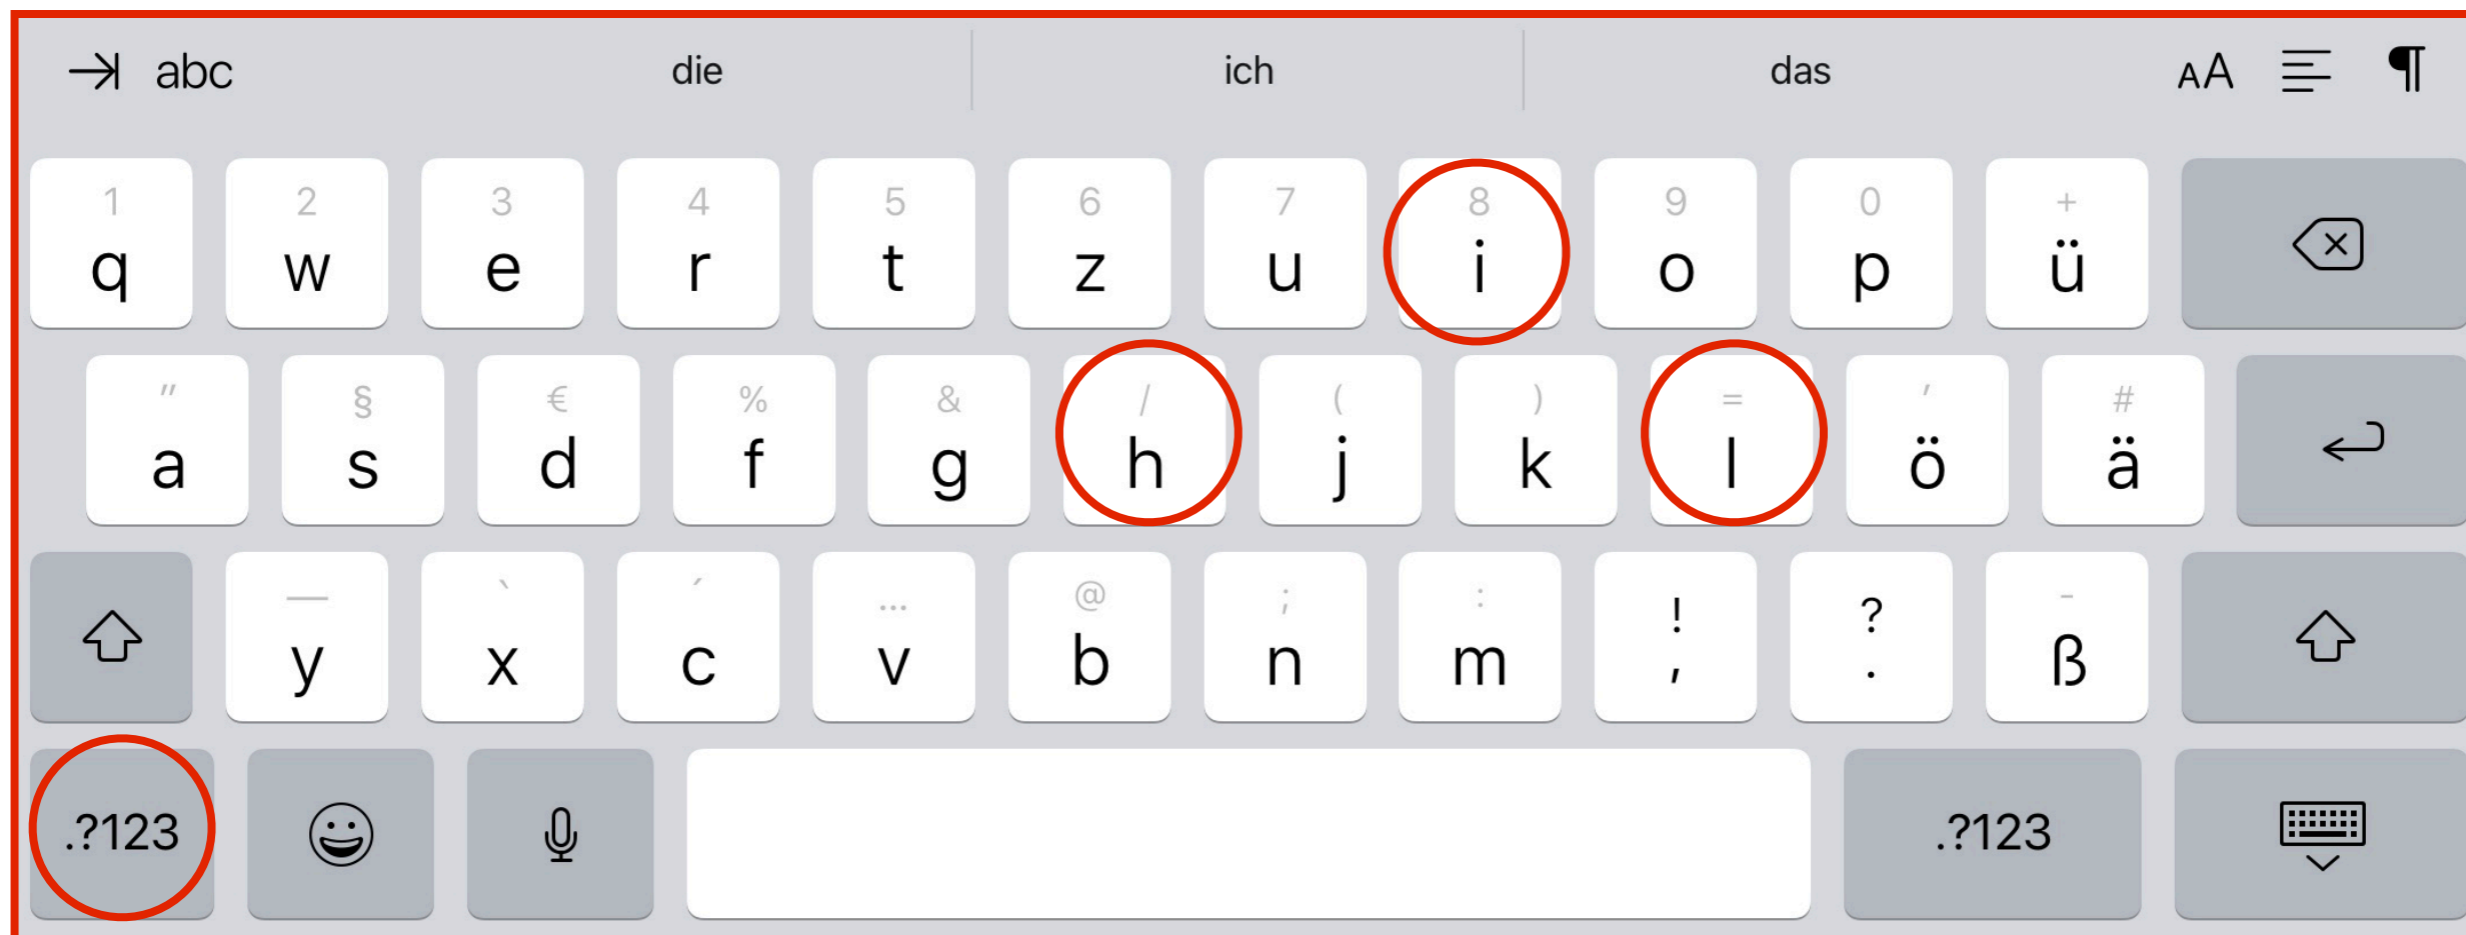 abc die ich das AA ¶
1 2 3 4 5 6 7 8 9 0 +
q w e r t z u i o p ü
" § € % & / ( ) = ' #
a s d f g h j k l ö ä
— ` ´ … @ ; : ! ? -
y x c v b n m , . ß
.?123 .?123